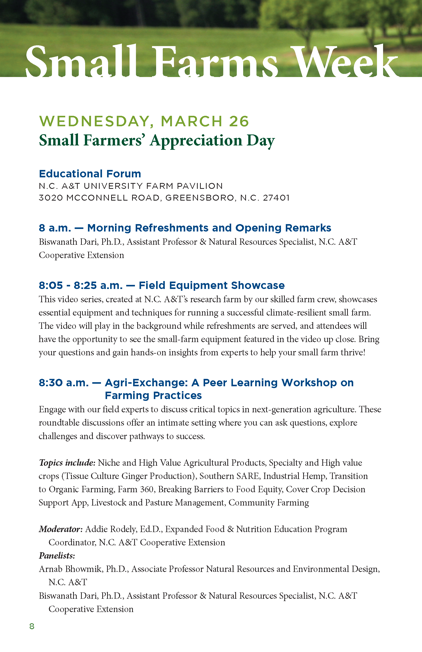 Small Farms Week
WEDNESDAY, MARCH 26
Small Farmers' Appreciation Day
Educational Forum
N.C. A&T UNIVERSITY FARM PAVILION
3020 MCCONNELL ROAD, GREENSBORO, N.C. 27401
8 a.m. — Morning Refreshments and Opening Remarks
Biswanath Dari, Ph.D., Assistant Professor & Natural Resources Specialist, N.C. A&T
Cooperative Extension
8:05 - 8:25 a.m. — Field Equipment Showcase
This video series, created at N.C. A&T's research farm by our skilled farm crew, showcases
essential equipment and techniques for running a successful climate-resilient small farm.
The video will play in the background while refreshments are served, and attendees will
have the opportunity to see the small-farm equipment featured in the video up close. Bring
your questions and gain hands-on insights from experts to help your small farm thrive!
8:30 a.m. — Agri-Exchange: A Peer Learning Workshop on
Farming Practices
Engage with our field experts to discuss critical topics in next-generation agriculture. These
roundtable discussions offer an intimate setting where you can ask questions, explore
challenges and discover pathways to success.
Topics include: Niche and High Value Agricultural Products, Specialty and High value
crops (Tissue Culture Ginger Production), Southern SARE, Industrial Hemp, Transition
to Organic Farming, Farm 360, Breaking Barriers to Food Equity, Cover Crop Decision
Support App, Livestock and Pasture Management, Community Farming
Moderator: Addie Rodely, Ed.D., Expanded Food & Nutrition Education Program
Coordinator, N.C. A&T Cooperative Extension
Panelists:
Arnab Bhowmik, Ph.D., Associate Professor Natural Resources and Environmental Design,
N.C. A&T
Biswanath Dari, Ph.D., Assistant Professor & Natural Resources Specialist, N.C. A&T
Cooperative Extension
8